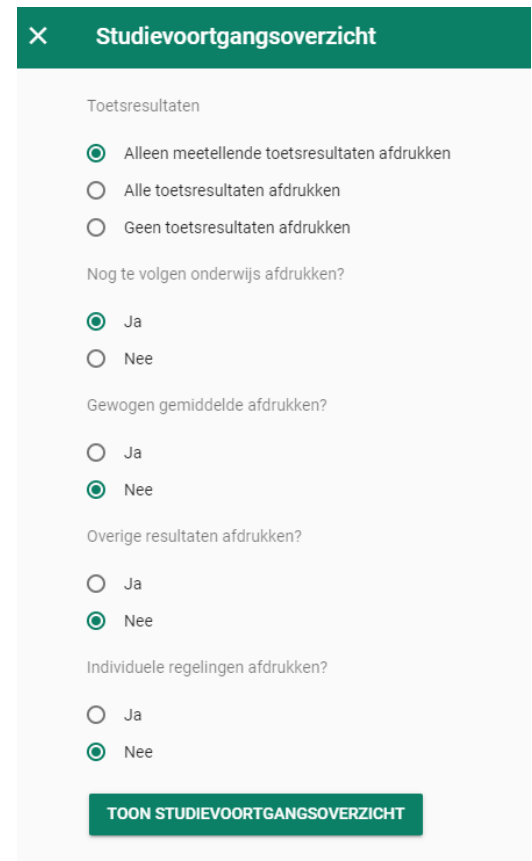 Studievoortgangsoverzicht
Toetsresultaten
Alleen meetellende toetsresultaten afdrukken
Alle toetsresultaten afdrukken
Geen toetsresultaten afdrukken
Nog te volgen onderwijs afdrukken?
Ja
Nee
Gewogen gemiddelde afdrukken?
Ja
Nee
Overige resultaten afdrukken?
Ja
Nee
Individuele regelingen afdrukken?
Ja
Nee
TOON STUDIEVOORTGANGSOVERZICHT